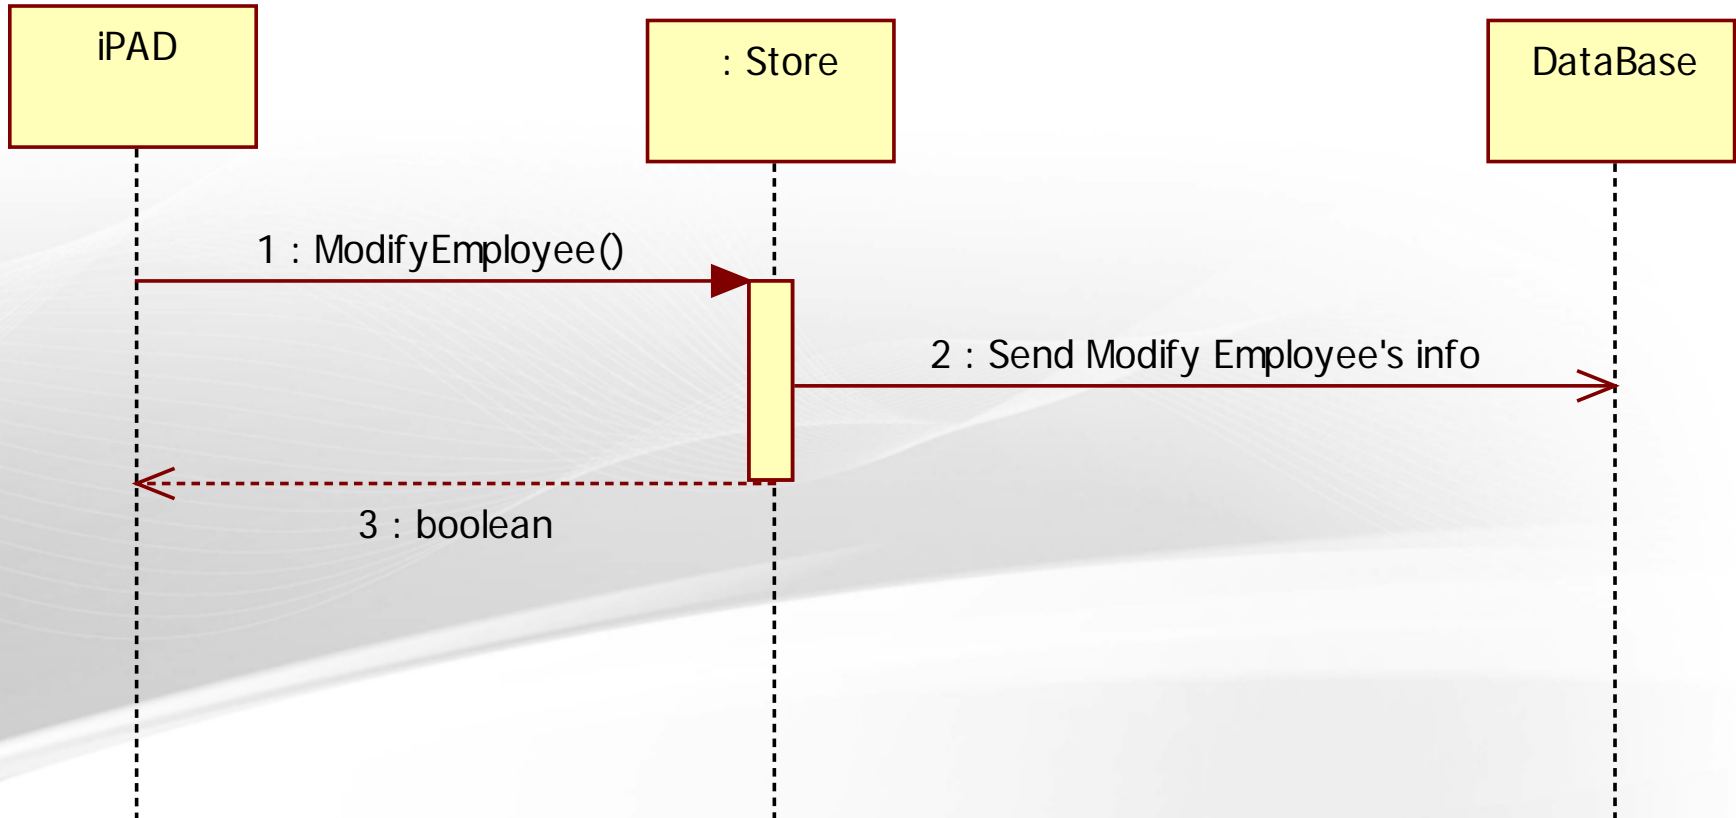 iPAD
: Store
DataBase
1 : ModifyEmployee()
2 : Send Modify Employee's info
3 : boolean